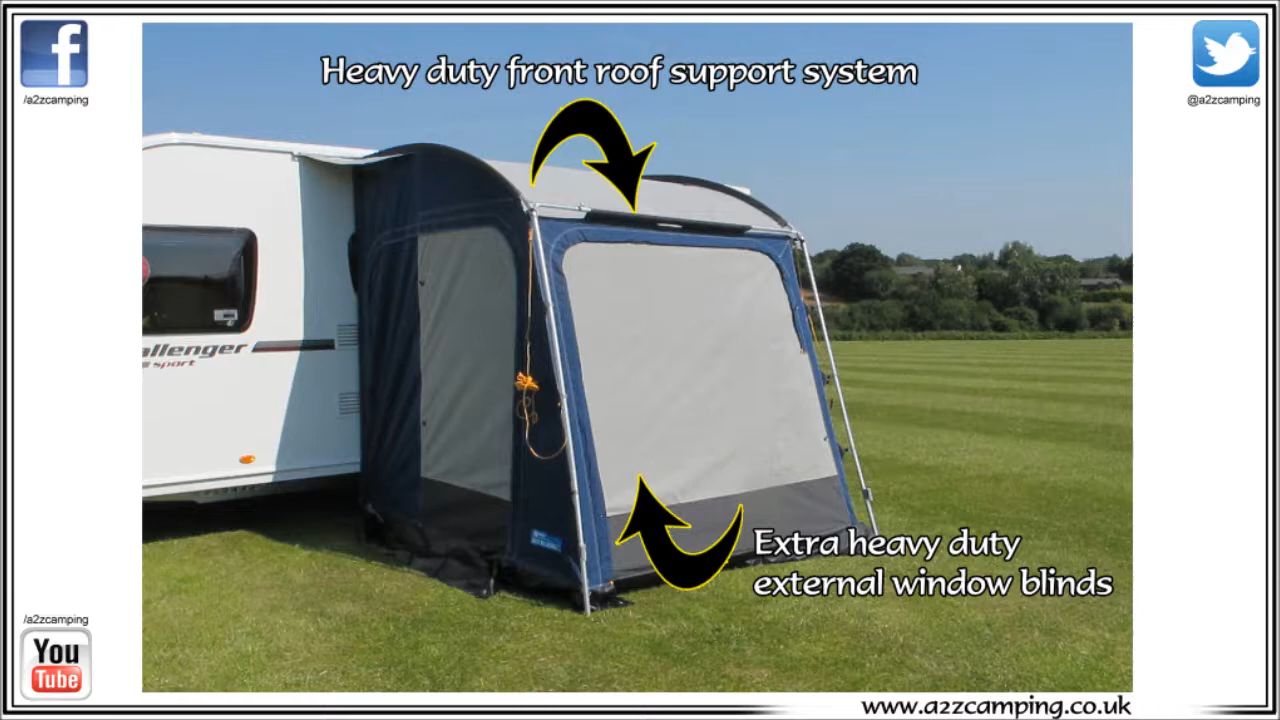 f
/a2zcamping
@a2zcamping
Heavy duty front roof support system
allenger
sport
Extra heavy duty
external window blinds
/a2zcamping
You
Tube
www.a2zcamping.co.uk